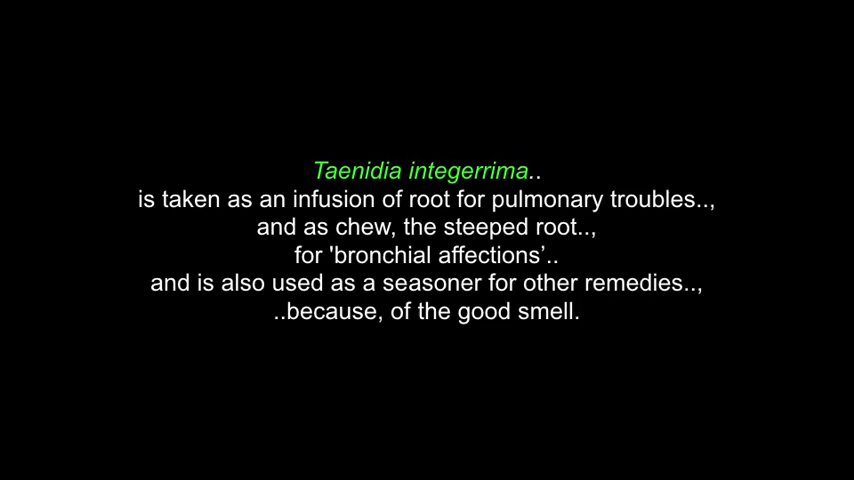 Taenidia integerrima..
is taken as an infusion of root for pulmonary troubles..,
and as chew, the steeped root..,
for 'bronchial affections’..
and is also used as a seasoner for other remedies..,
..because, of the good smell.